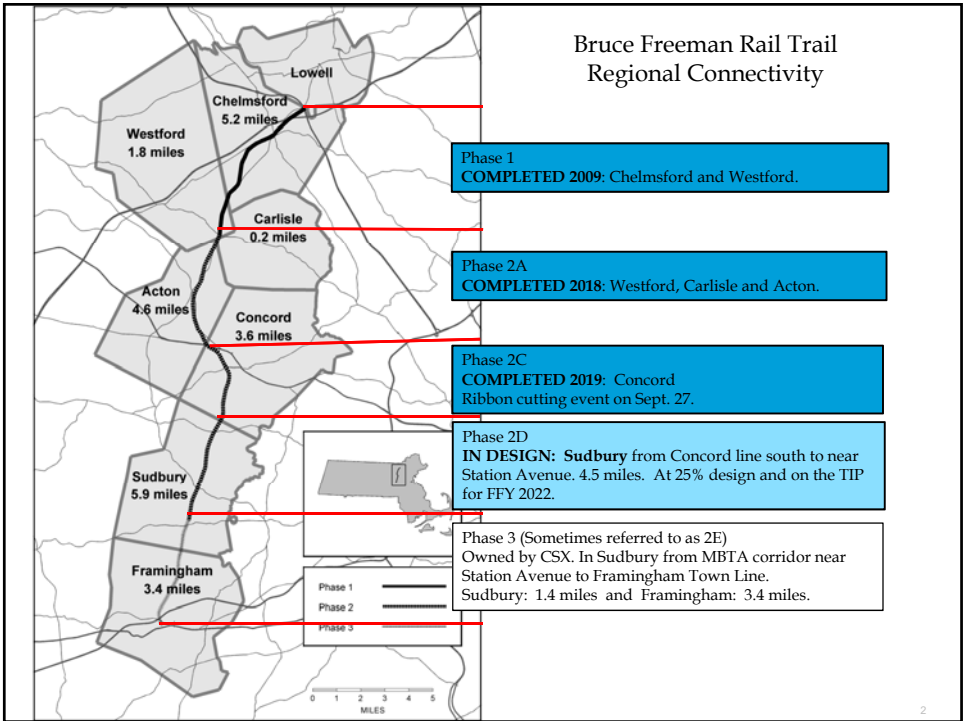 Bruce Freeman Rail Trail
Regional Connectivity
Lowell
Chelmsford
5.2 miles
Westford
1.8 miles
Carlisle
0.2 miles
Acton
4.6 miles
Concord
3.6 miles
Sudbury
5.9 miles
Framingham
3.4 miles
Phase 1
Phase 2
Phase 3
0 1 2 3 4 5
MILES
Phase 1
COMPLETED 2009: Chelmsford and Westford.
Phase 2A
COMPLETED 2018: Westford, Carlisle and Acton.
Phase 2C
COMPLETED 2019: Concord
Ribbon cutting event on Sept. 27.
Phase 2D
IN DESIGN: Sudbury from Concord line south to near
Station Avenue. 4.5 miles. At 25% design and on the TIP
for FFY 2022.
Phase 3 (Sometimes referred to as 2E)
Owned by CSX. In Sudbury from MBTA corridor near
Station Avenue to Framingham Town Line.
Sudbury: 1.4 miles and Framingham: 3.4 miles.
2